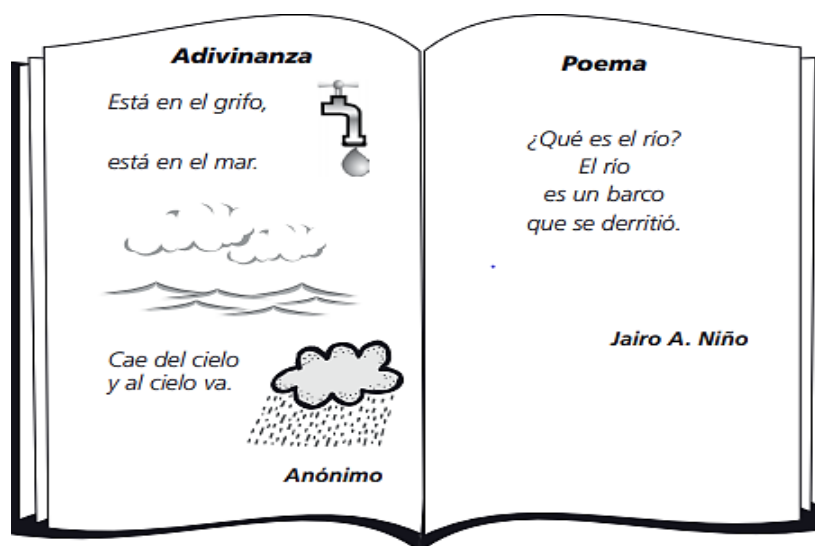 Adivinanza
Está en el grifo,
está en el mar.
Cae del cielo
y al cielo va.
Anónimo
Poema
¿Qué es el río?
El río
es un barco
que se derritió.
Jairo A. Niño